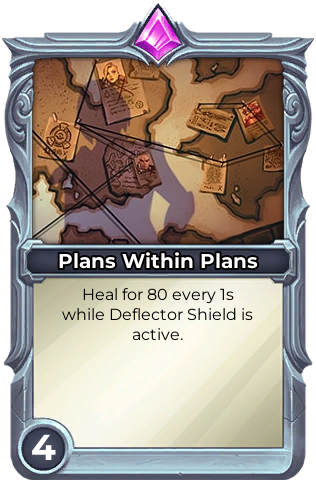 Plans Within Plans
Heal for 80 every 1s
while Deflector Shield is
active.
4